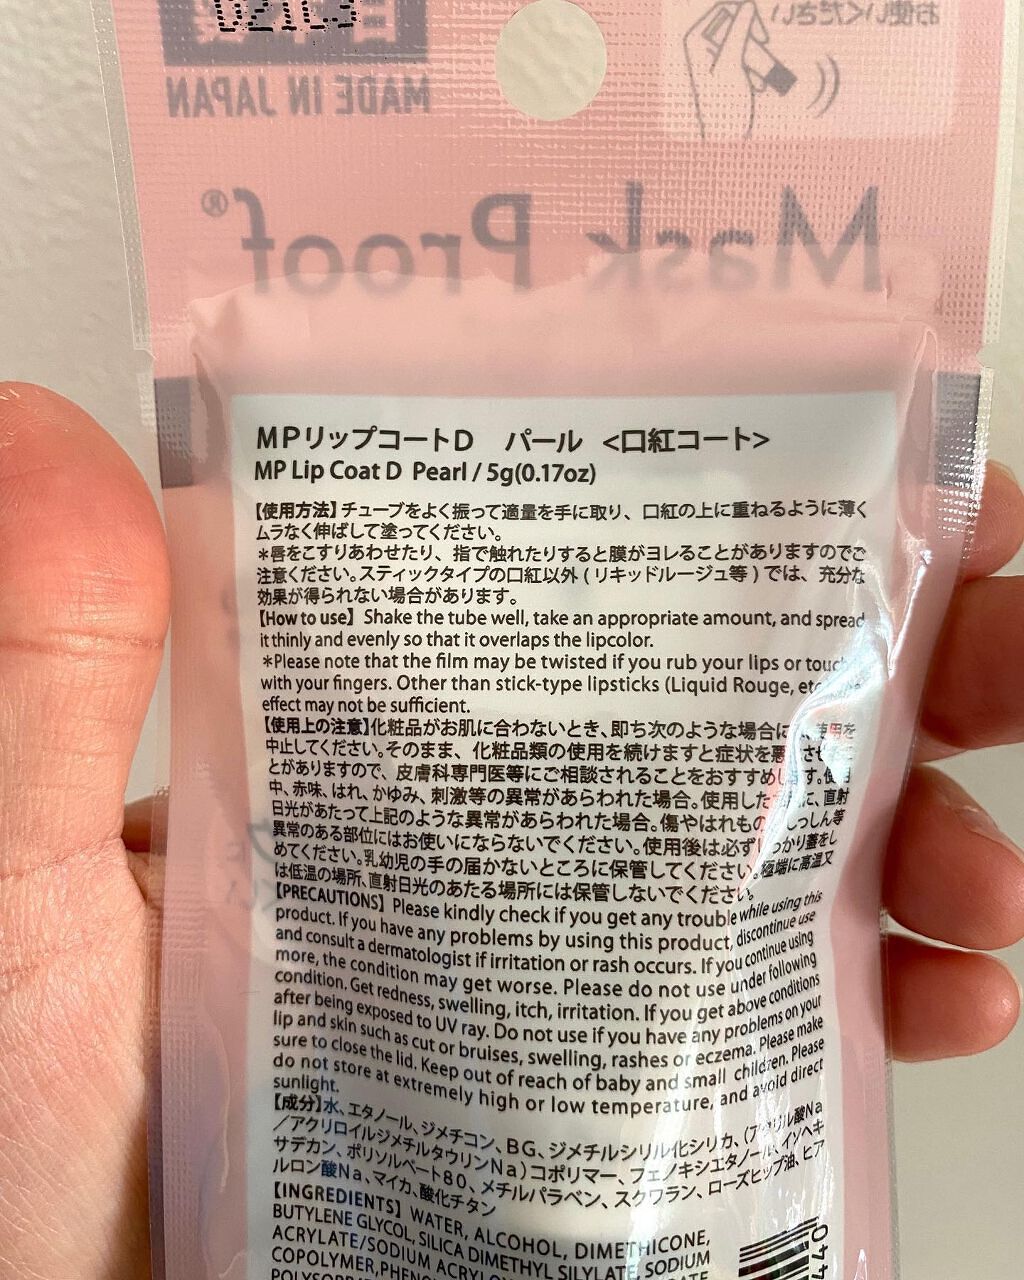 お使いください
MADE IN JAPAN
Mask Proof®
MPリップコートD パール <口紅コート>
MP Lip Coat D Pearl / 5g(0.17oz)
【使用方法】チューブをよく振って適量を手に取り、口紅の上に重ねるように薄く
ムラなく伸ばして塗ってください。
*唇をこすりあわせたり、指で触れたりすると膜がヨレることがありますのでご
注意ください。スティックタイプの口紅以外(リキッドルージュ等)では、充分な
効果が得られない場合があります。
【How to use】 Shake the tube well, take an appropriate amount, and spread
it thinly and evenly so that it overlaps the lipcolor.
*Please note that the film may be twisted if you rub your lips or touch
with your fingers. Other than stick-type lipsticks (Liquid Rouge,
effect may not be sufficient.
【使用上の注意】化粧品がお肌に合わないとき、即ち次のような場合に 使用を
中止してください。そのまま、化粧品類の使用を続けますと症状を悪 させ
とがありますので、皮膚科専門医等にご相談されることをおすすめします。使用
中、赤味、はれ、かゆみ、刺激等の異常があらわれた場合。使用した に、直射
日光があたって上記のような異常があらわれた場合。傷やはれもの しっしん等
異常のある部位にはお使いにならないでください。使用後は必ずしっかり蓋をし
めてください。乳幼児の手の届かないところに保管してください。極端に高温又
は低温の場所、直射日光のあたる場所には保管しないでください。
【PRECAUTIONS】 Please kindly check if you get any trouble while using this
product. If you have any problems by using this product, discontinue use
and consult a dermatologist if irritation or rash occurs. If you continue using
more, the condition may get worse. Please do not use under following
condition. Get redness, swelling, itch, irritation. If you get above conditions
after being exposed to UV ray. Do not use if you have any problems on your
lip and skin such as cut or bruises, swelling, rashes or eczema. Please make
sure to close the lid. Keep out of reach of baby and small children. Please
do not store at extremely high or low temperature, and avoid direct
sunlight.
【成分】水、エタノール、ジメチコン、BG、ジメチルシリル化シリカ、(アクリル酸Na
/アクリロイルジメチルタウリンNa)コポリマー、フェノキシエタノール、イソヘキ
サデカン、ポリソルベート80、メチルパラベン、スクワラン、ローズヒップ油、ヒア
ルロン酸Na、マイカ、酸化チタン
【INGREDIENTS】 WATER, ALCOHOL, DIMETHICONE,
BUTYLENE GLYCOL, SILICA DIMETHYL SILYLATE, SODIUM
ACRYLATE/SODIUM
COPOLYMER,